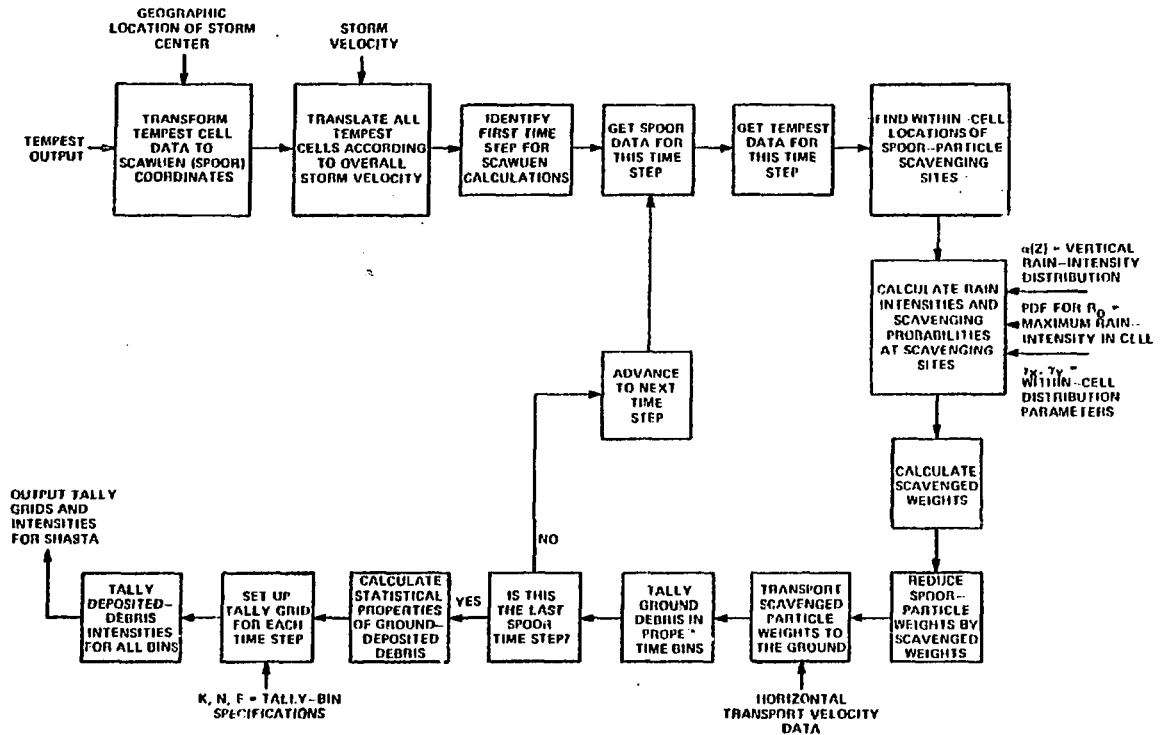 GEOGRAPHIC
LOCATION OF STORM
CENTER
STORM
VELOCITY
TEMPEST
OUTPUT
TRANSFORM
TEMPEST CELL
DATA TO
SCAWUEN (SPOOR)
COORDINATES
TRANSLATE ALL
TEMPEST
CELLS ACCORDING
TO OVERALL
STORM VELOCITY
IDENTIFY
FIRST TIME
STEP FOR
SCAWUEN
CALCULATIONS
GET SPOOR
DATA FOR
THIS TIME
STEP
GET TEMPEST
DATA FOR
THIS TIME
STEP
FIND WITHIN-CELL
LOCATIONS OF
SPOOR-PARTICLE
SCAVENGING
SITES
CALCULATE RAIN
INTENSITIES AND
SCAVENGING
PROBABILITIES
AT SCAVENGING
SITES
α(Z) = VERTICAL
RAIN-INTENSITY
DISTRIBUTION
PDF FOR R0 =
MAXIMUM RAIN-
INTENSITY IN CELL
γX, γY =
WITHIN-CELL
DISTRIBUTION
PARAMETERS
ADVANCE
TO NEXT
TIME
STEP
CALCULATE
SCAVENGED
WEIGHTS
REDUCE
SPOOR-
PARTICLE
WEIGHTS BY
SCAVENGED
WEIGHTS
TRANSPORT
SCAVENGED
PARTICLE
WEIGHTS TO
THE GROUND
HORIZONTAL
TRANSPORT VELOCITY
DATA
TALLY
GROUND
DEBRIS IN
PROPE
TIME BINS
IS THIS
THE LAST
SPOOR
TIME STEP?
NO
YES
CALCULATE
STATISTICAL
PROPERTIES
OF GROUND-
DEPOSITED
DEBRIS
SET UP
TALLY GRID
FOR EACH
TIME STEP
K, N, F = TALLY-BIN
SPECIFICATIONS
TALLY
DEPOSITED-
DEBRIS
INTENSITIES
FOR ALL BINS
OUTPUT TALLY
GRIDS AND
INTENSITIES
FOR SHASTA